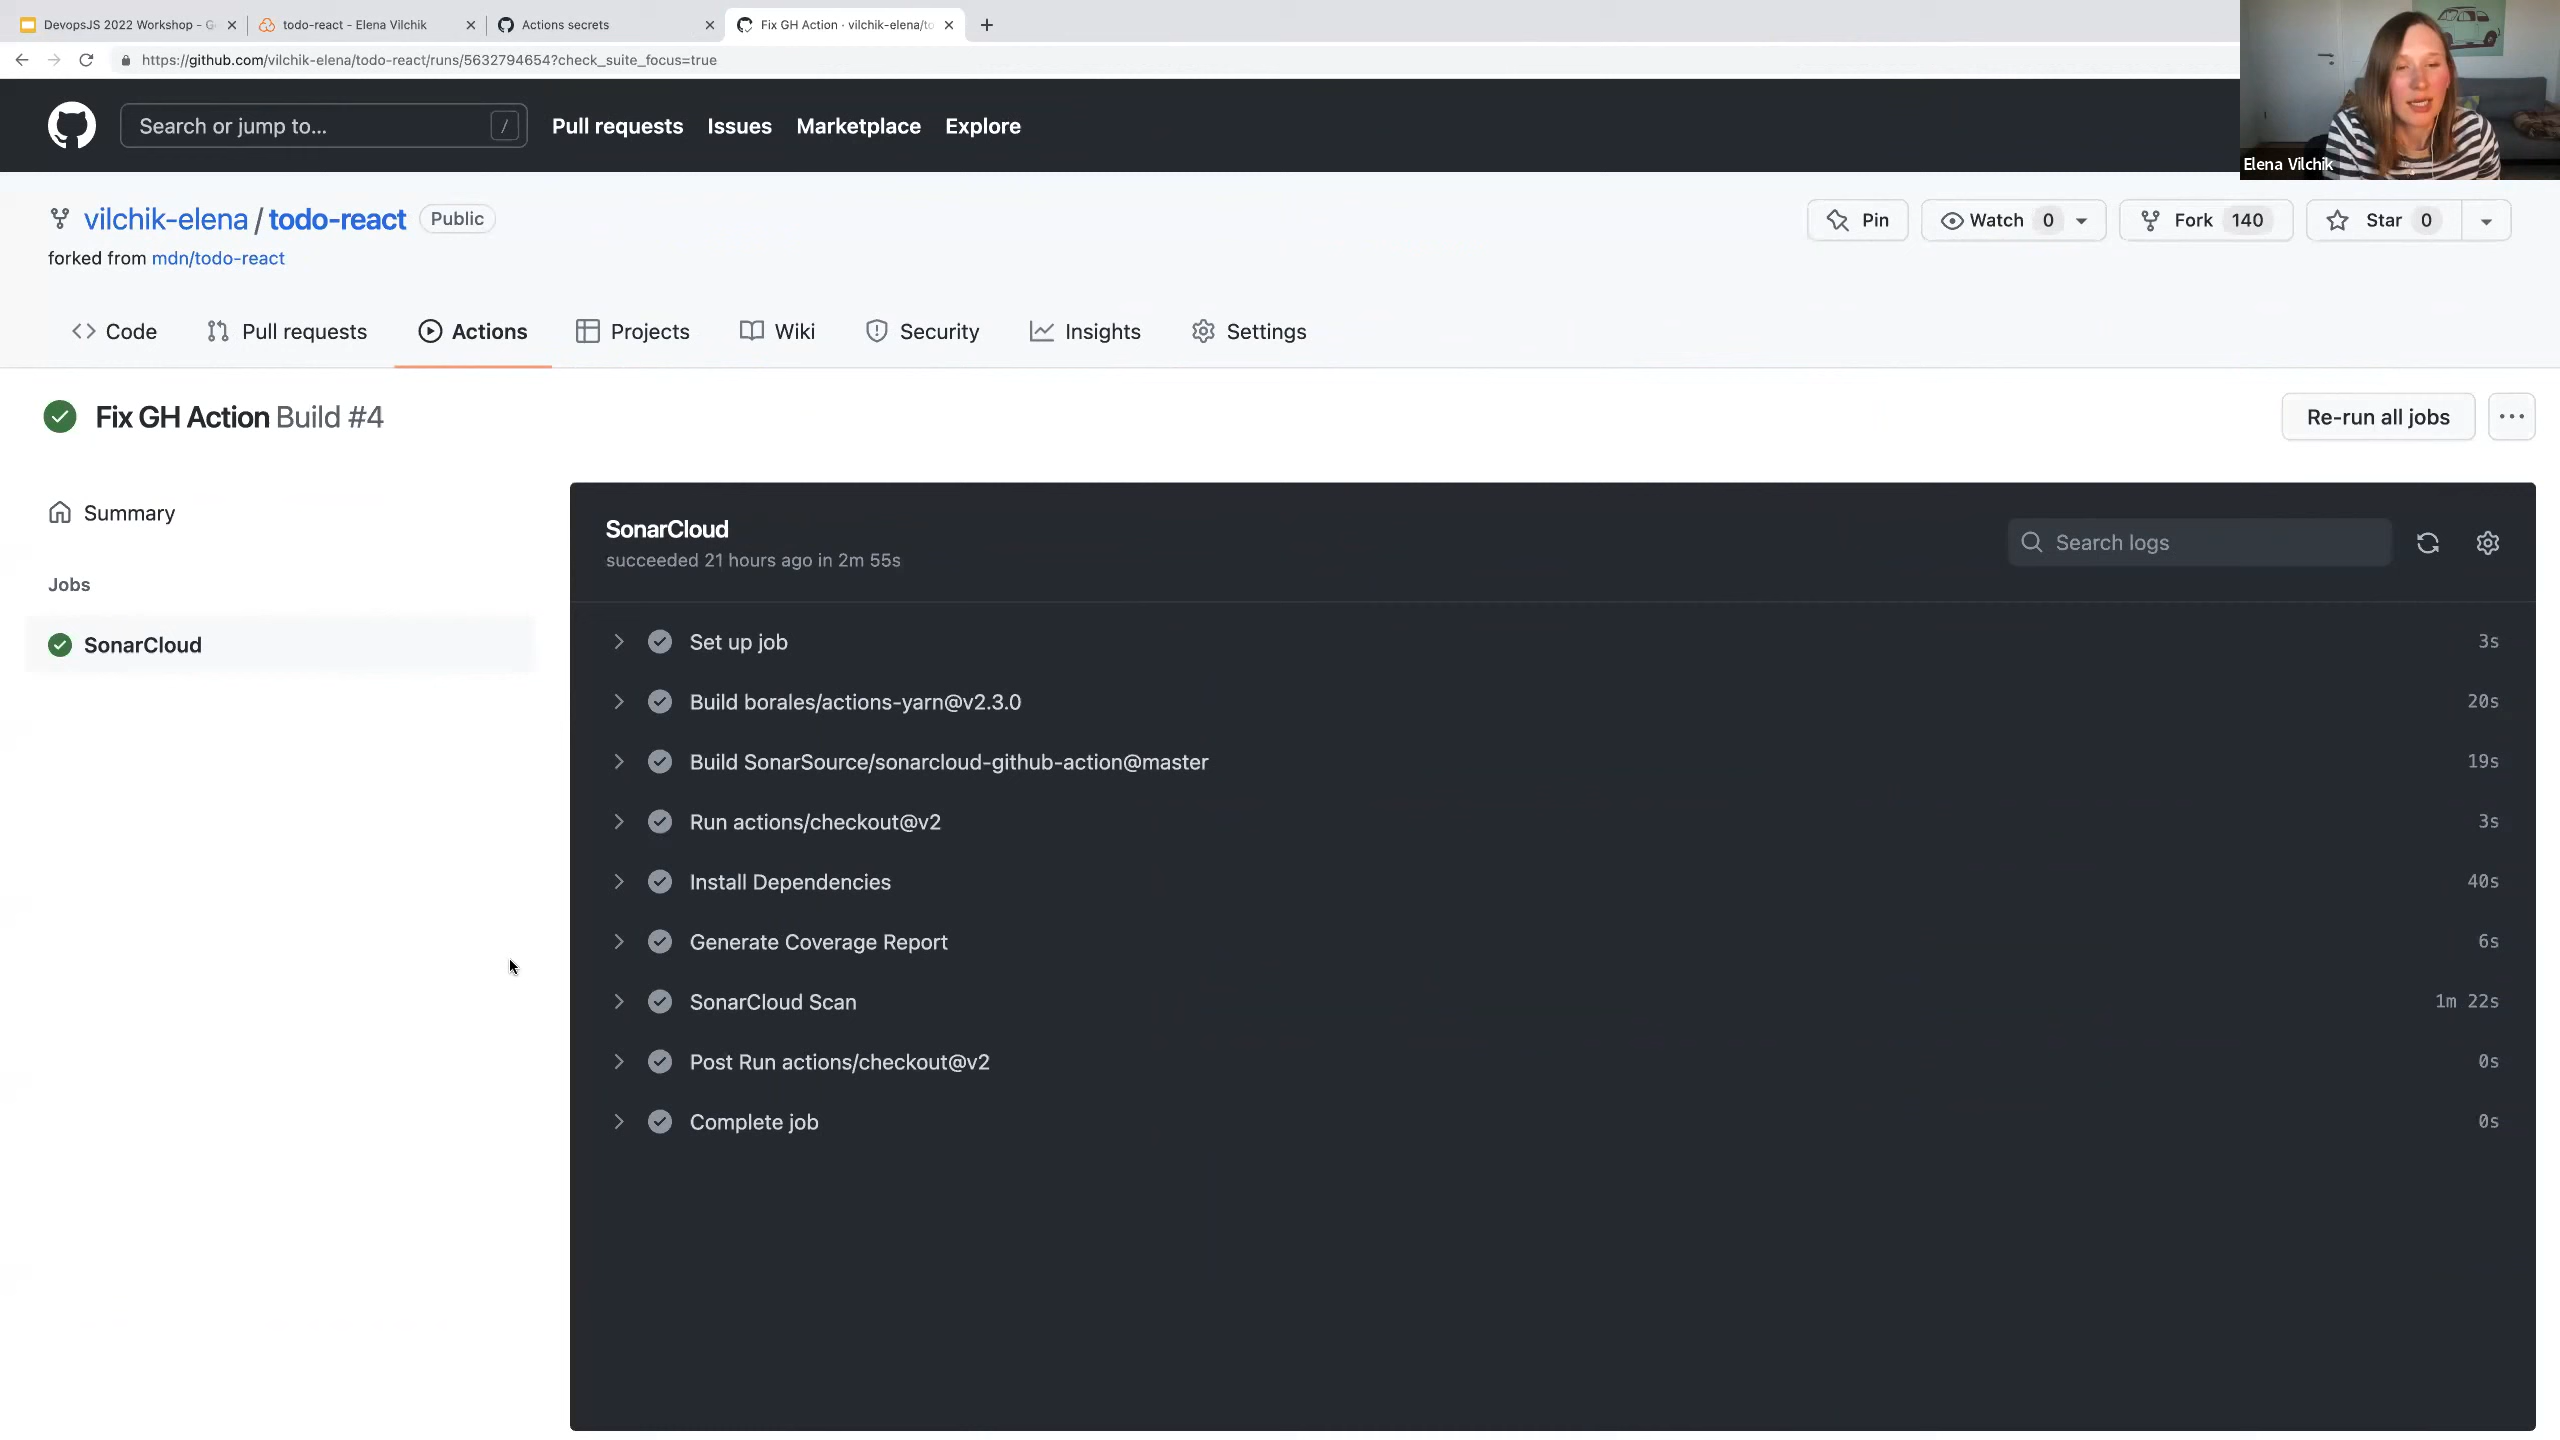 DevopsJS 2022 Workshop - G
todo-react - Elena Vilchik
Actions secrets
Fix GH Action · vilchik-elena/to
https://github.com/vilchik-elena/todo-react/runs/5632794654?check_suite_focus=true
Search or jump to... /
Pull requests Issues Marketplace Explore
Elena Vilchik
vilchik-elena / todo-react Public
Pin Watch 0 Fork 140 Star 0
forked from mdn/todo-react
Code Pull requests Actions Projects Wiki Security Insights Settings
Fix GH Action Build #4
Re-run all jobs
Summary
Jobs
SonarCloud
SonarCloud
succeeded 21 hours ago in 2m 55s
Search logs
Set up job 3s
Build borales/actions-yarn@v2.3.0 20s
Build SonarSource/sonarcloud-github-action@master 19s
Run actions/checkout@v2 3s
Install Dependencies 40s
Generate Coverage Report 6s
SonarCloud Scan 1m 22s
Post Run actions/checkout@v2 0s
Complete job 0s